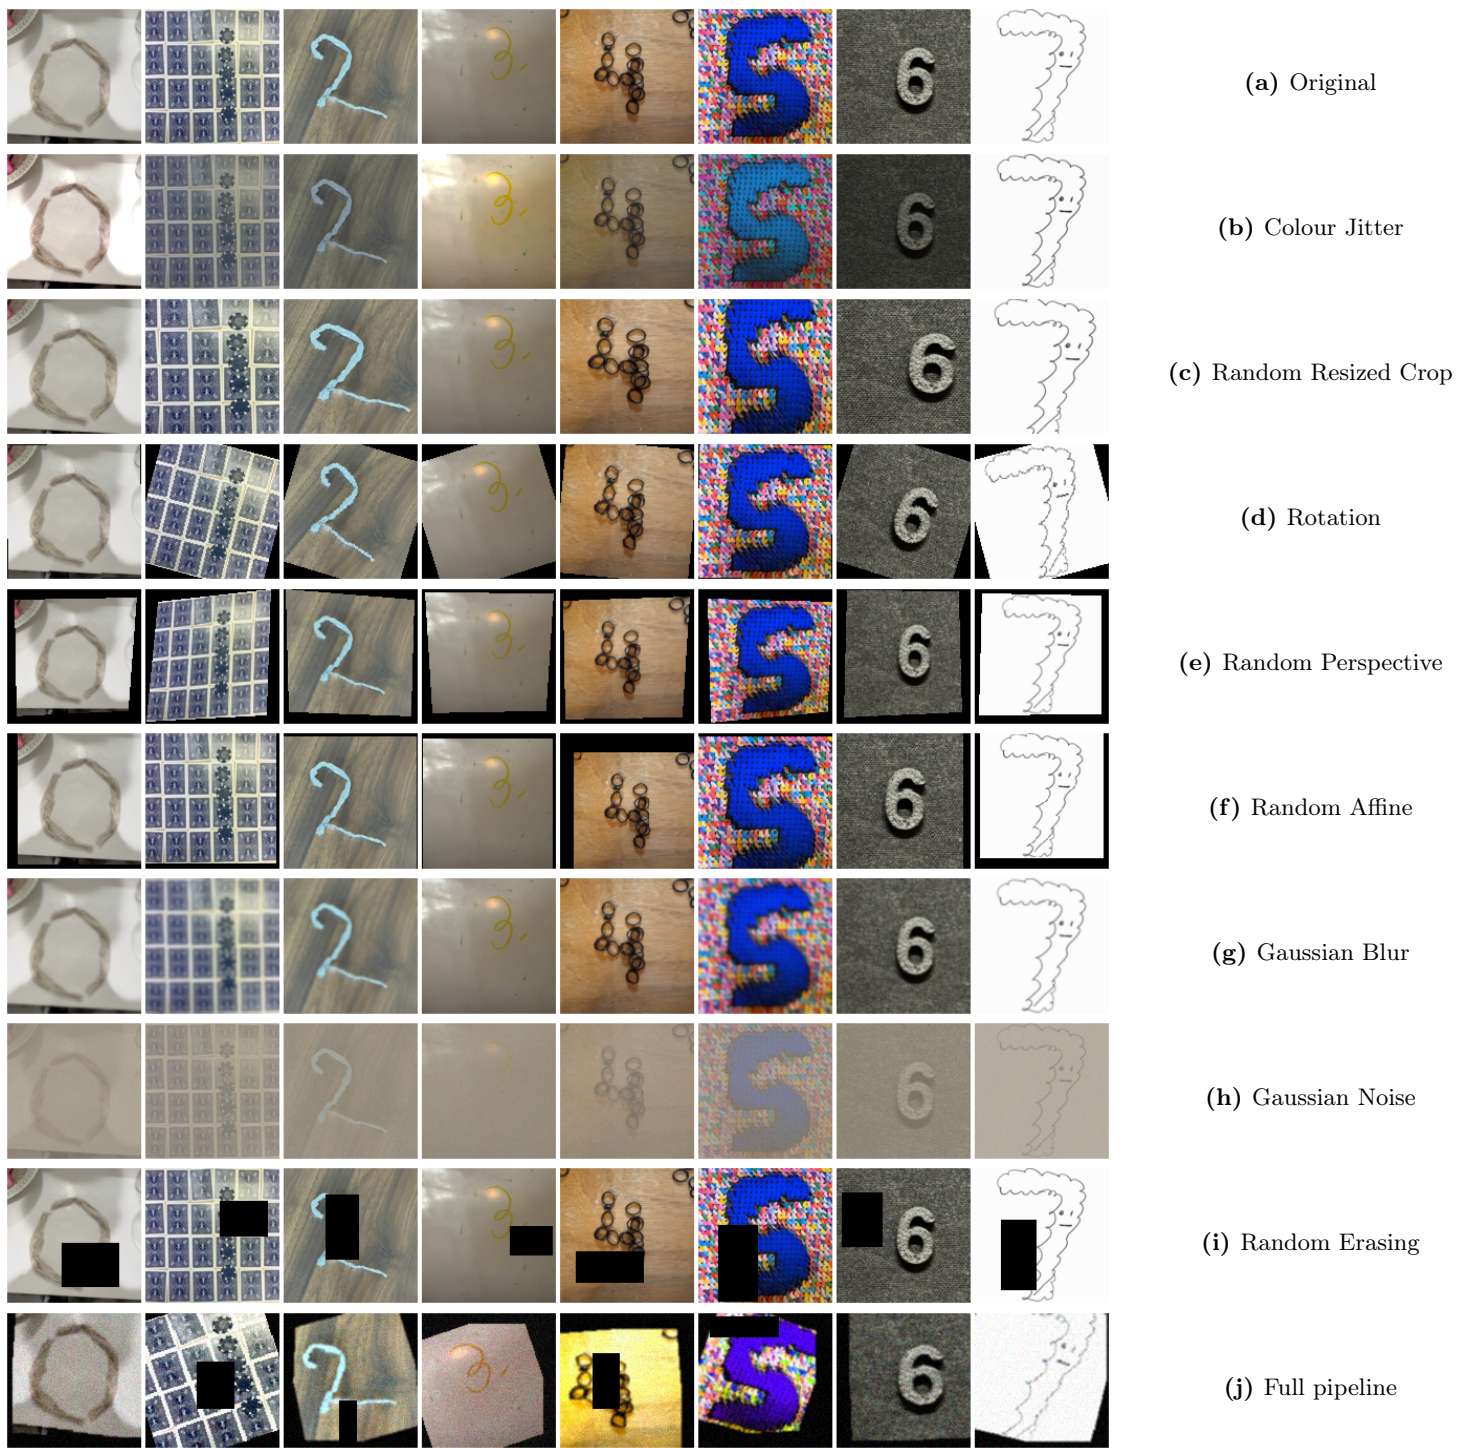 (a) Original
(b) Colour Jitter
(c) Random Resized Crop
(d) Rotation
(e) Random Perspective
(f) Random Affine
(g) Gaussian Blur
(h) Gaussian Noise
(i) Random Erasing
(j) Full pipeline